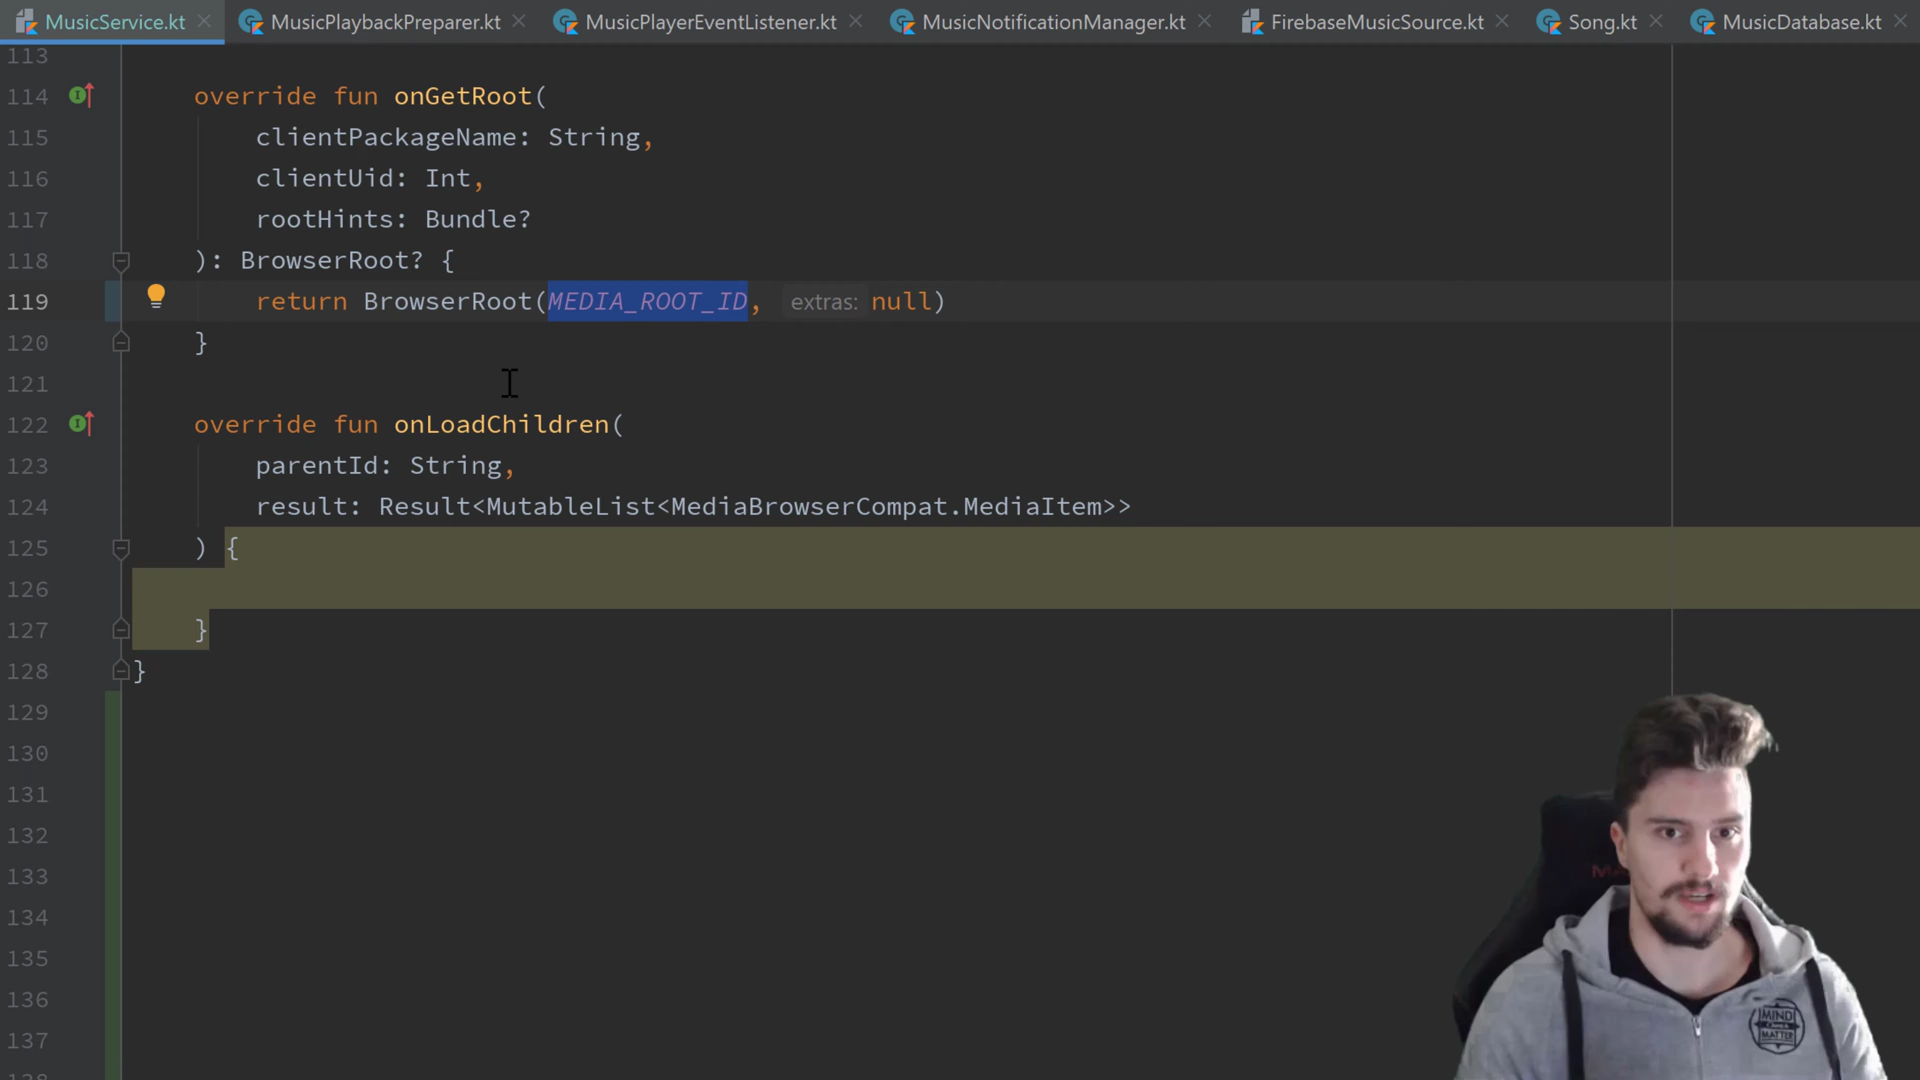 MusicService.kt MusicPlaybackPreparer.kt MusicPlayerEventListener.kt MusicNotificationManager.kt FirebaseMusicSource.kt Song.kt MusicDatabase.kt
113
114 override fun onGetRoot(
115 clientPackageName: String,
116 clientUid: Int,
117 rootHints: Bundle?
118 ): BrowserRoot? {
119 return BrowserRoot(MEDIA_ROOT_ID, extras: null)
120 }
121
122 override fun onLoadChildren(
123 parentId: String,
124 result: Result<MutableList<MediaBrowserCompat.MediaItem>>
125 ) {
126
127 }
128 }
129
130
131
132
133
134
135
136
137
138
MIND
MATTER